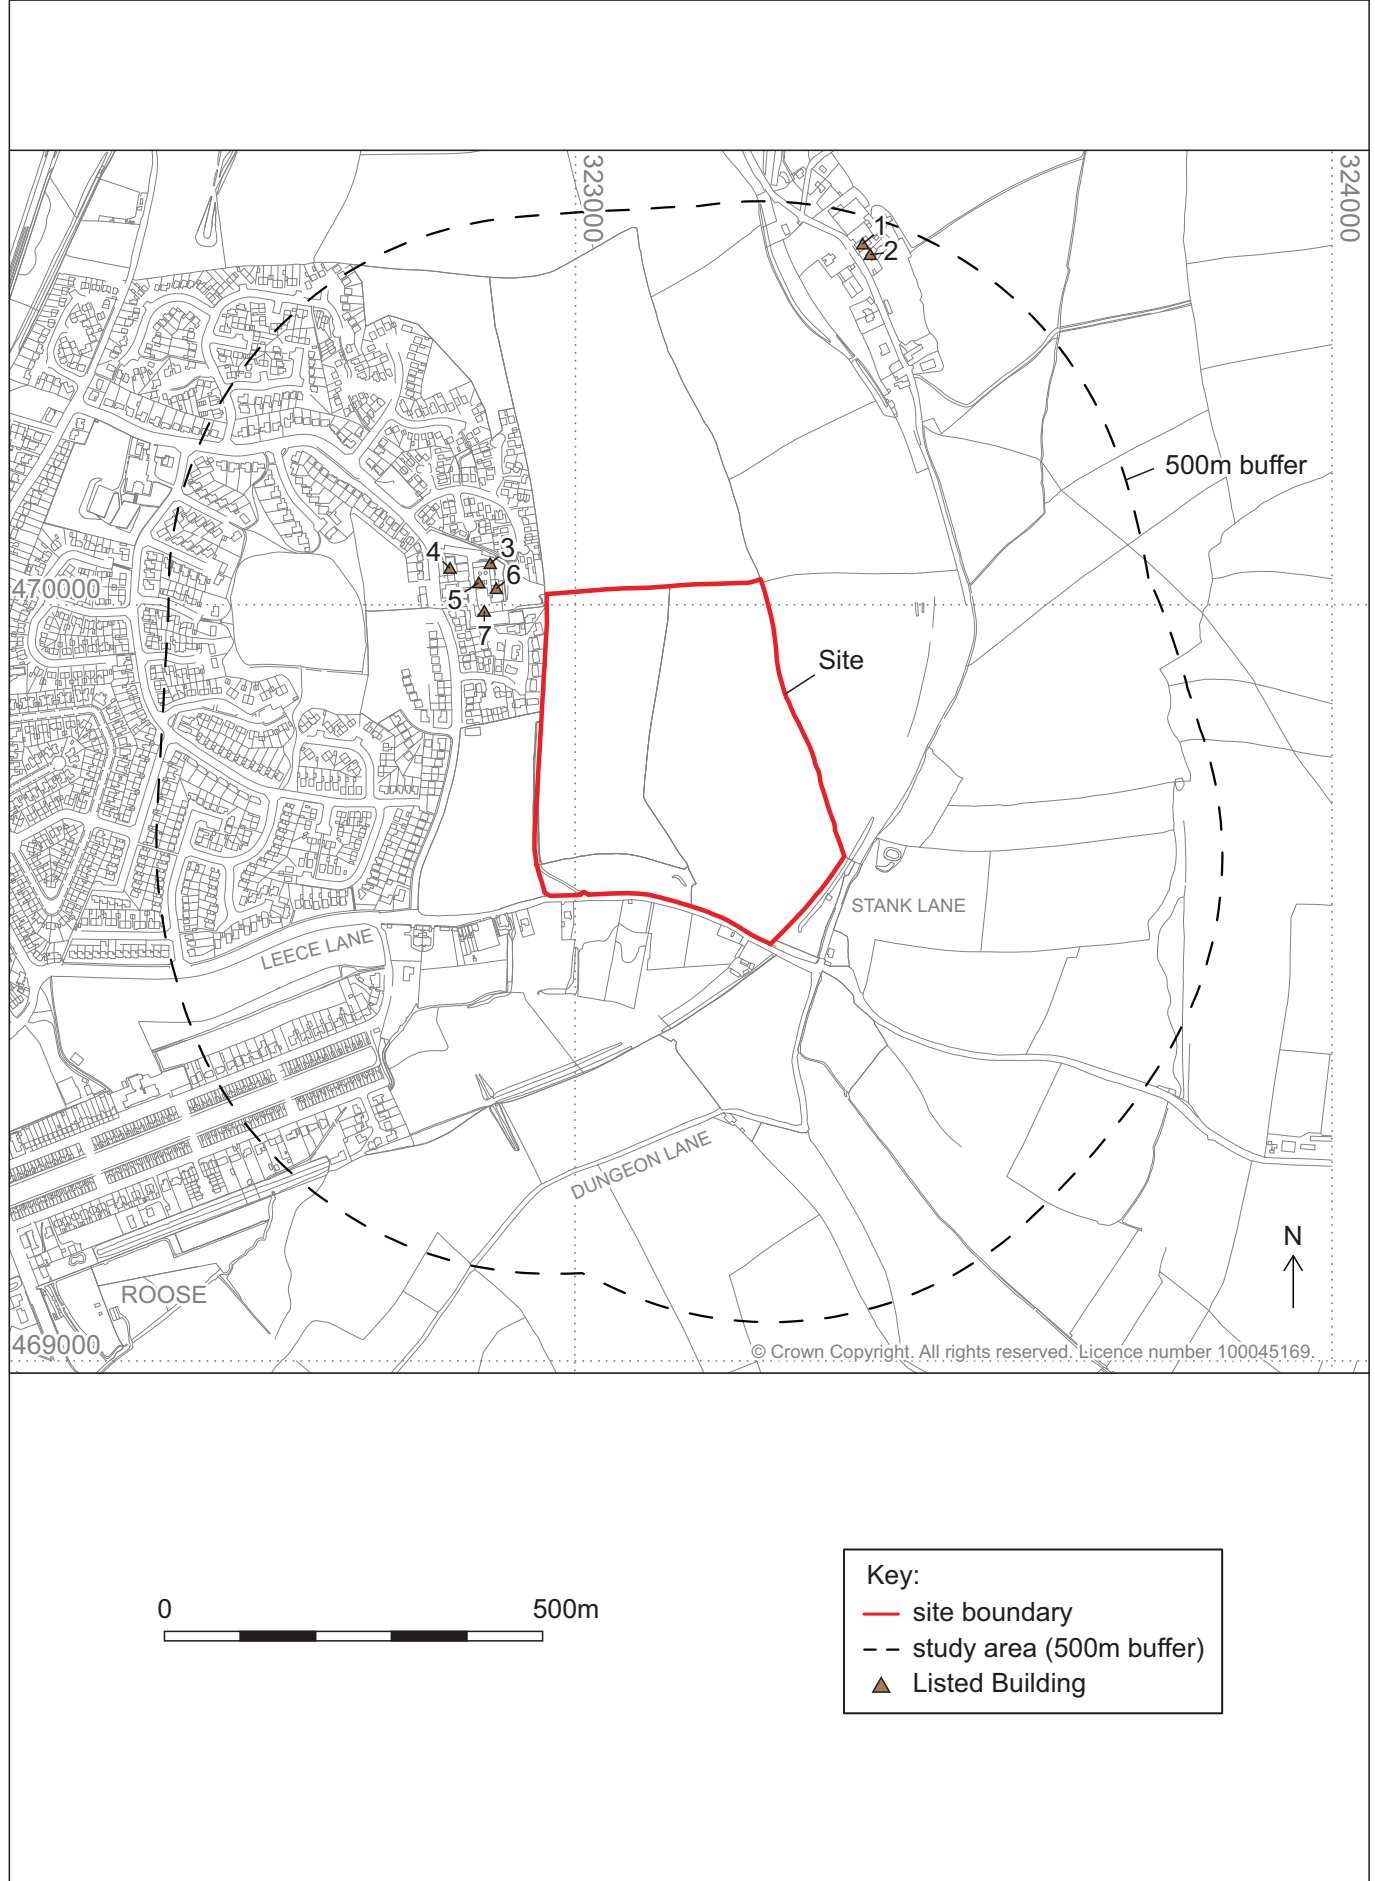 323000
324000
1
2
500m buffer
4
3
6
5
7
470000
Site
STANK LANE
LEECE LANE
DUNGEON LANE
ROOSE
N
469000
© Crown Copyright. All rights reserved. Licence number 100045169.
0 500m
Key:
site boundary
study area (500m buffer)
Listed Building